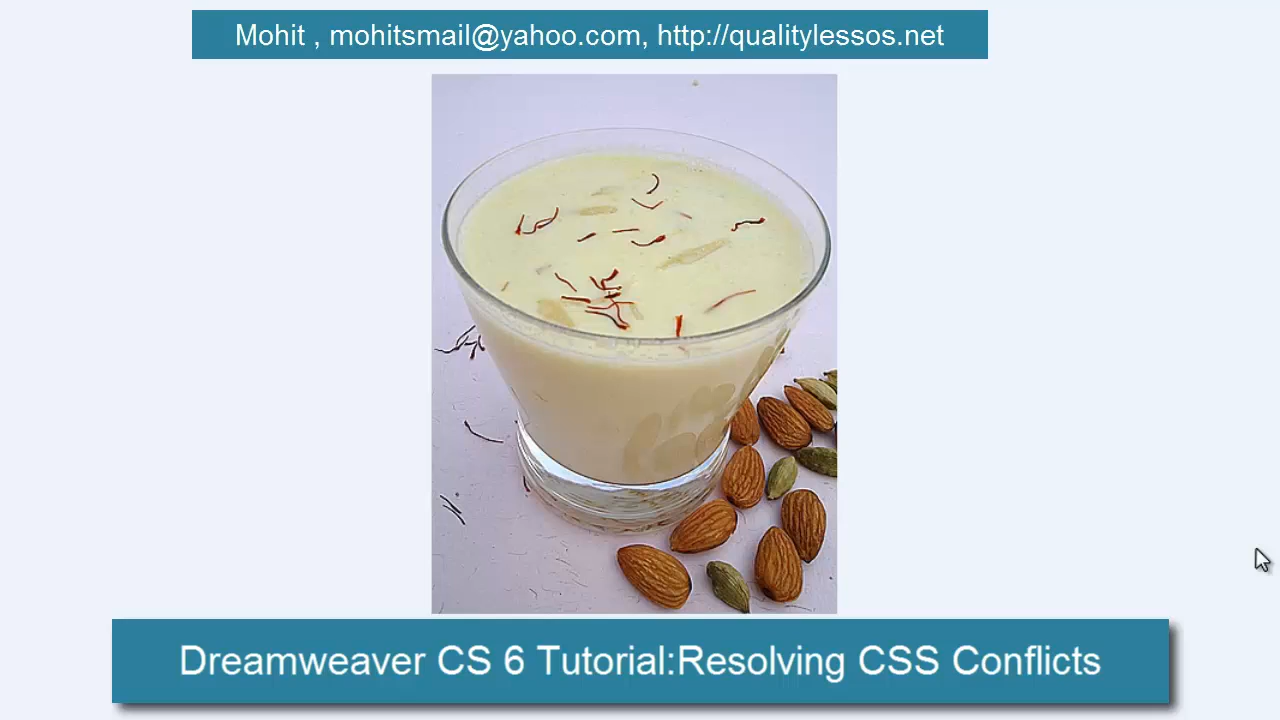 Mohit , mohitsmail@yahoo.com, http://qualitylessos.net
Dreamweaver CS 6 Tutorial:Resolving CSS Conflicts